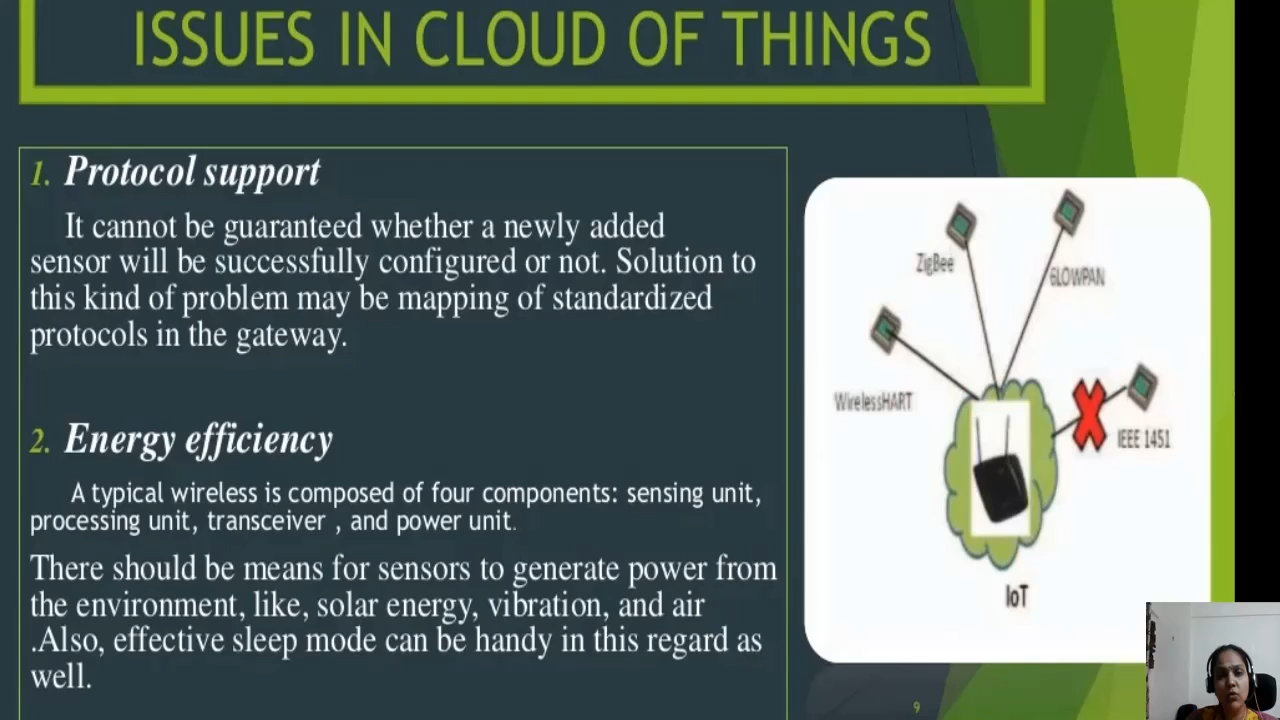 ISSUES IN CLOUD OF THINGS
1. Protocol support
It cannot be guaranteed whether a newly added
sensor will be successfully configured or not. Solution to
this kind of problem may be mapping of standardized
protocols in the gateway.
2. Energy efficiency
A typical wireless is composed of four components: sensing unit,
processing unit, transceiver , and power unit.
There should be means for sensors to generate power from
the environment, like, solar energy, vibration, and air
.Also, effective sleep mode can be handy in this regard as
well.
ZigBee
6LOWPAN
WirelessHART
IEEE 1451
IoT
9